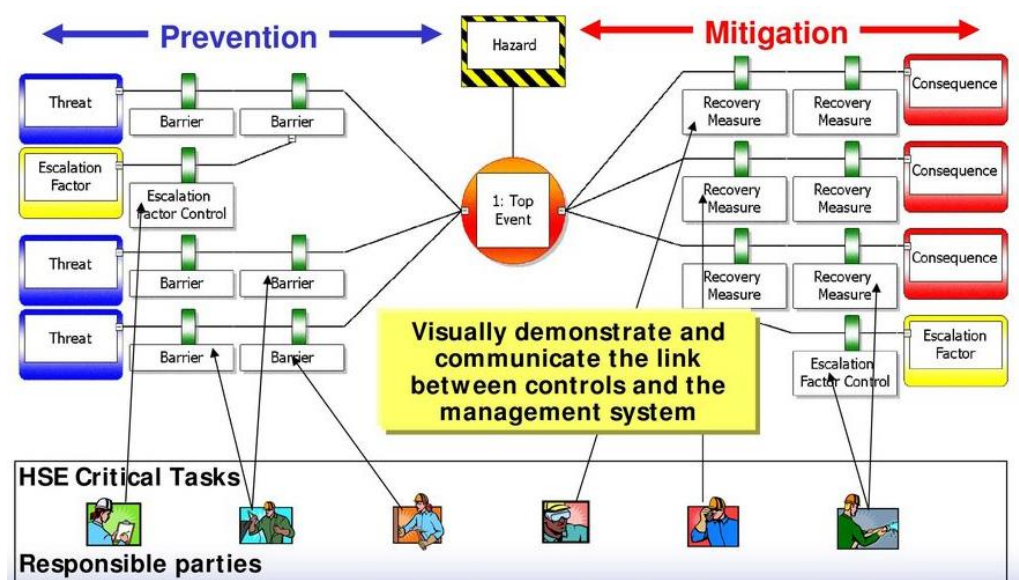 Prevention
Hazard
Mitigation
Threat
Barrier
Barrier
Recovery
Measure
Recovery
Measure
Consequence
Escalation
Factor
Escalation
Factor Control
1: Top
Event
Recovery
Measure
Recovery
Measure
Consequence
Threat
Barrier
Barrier
Recovery
Measure
Recovery
Measure
Consequence
Threat
Barrier
Barrier
Visually demonstrate and
communicate the link
between controls and the
management system
Escalation
Factor Control
Escalation
Factor
HSE Critical Tasks
Responsible parties